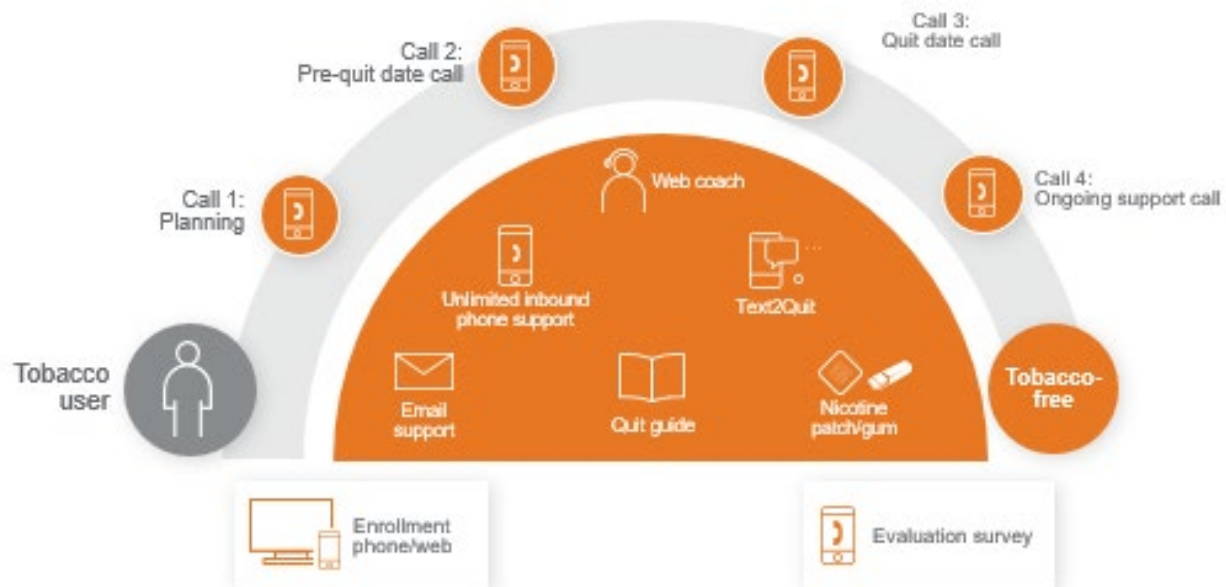 Call 3:
Quit date call
Call 2:
Pre-quit date call
Call 1:
Planning
Web coach
Call 4:
Ongoing support call
Unlimited inbound
phone support
Text2Quit
Tobacco
user
Email
support
Quit guide
Nicotine
patch/gum
Tobacco-
free
Enrollment
phone/web
Evaluation survey